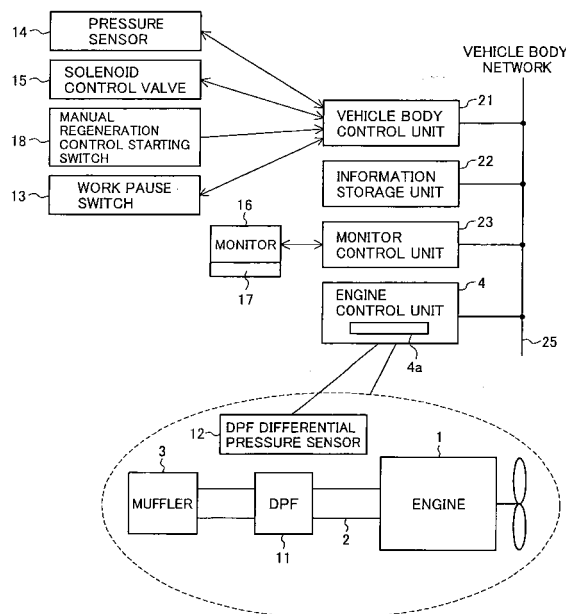 14
PRESSURE
SENSOR
15
SOLENOID
CONTROL VALVE
18
MANUAL
REGENERATION
CONTROL STARTING
SWITCH
13
WORK PAUSE
SWITCH
VEHICLE BODY
NETWORK
21
VEHICLE BODY
CONTROL UNIT
22
INFORMATION
STORAGE UNIT
16
MONITOR
17
23
MONITOR
CONTROL UNIT
4
ENGINE
CONTROL UNIT
4a
25
12
DPF DIFFERENTIAL
PRESSURE SENSOR
3
MUFFLER
DPF
11
2
1
ENGINE